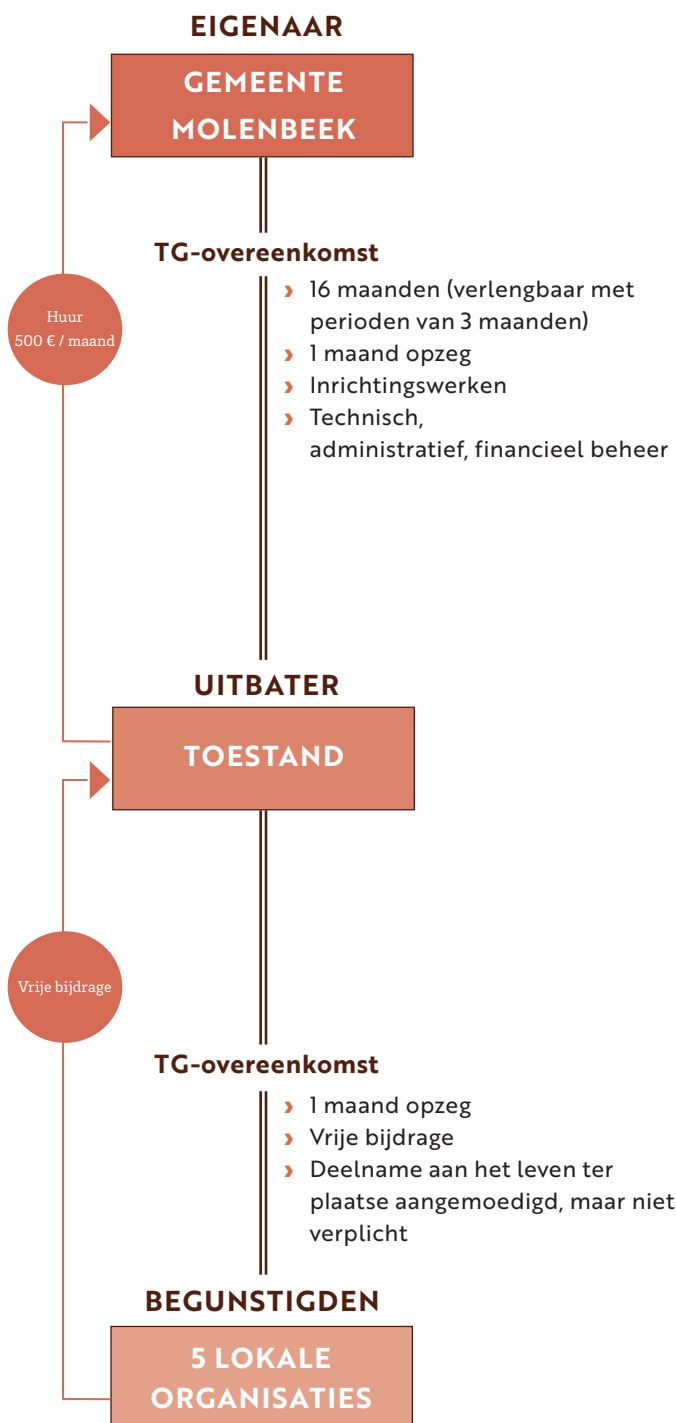 EIGENAAR
GEMEENTE
MOLENBEEK
TG-overeenkomst
› 16 maanden (verlengbaar met
perioden van 3 maanden)
› 1 maand opzeg
› Inrichtingswerken
› Technisch,
administratief, financieel beheer
Huur
500 € / maand
UITBATER
TOESTAND
Vrije bijdrage
TG-overeenkomst
› 1 maand opzeg
› Vrije bijdrage
› Deelname aan het leven ter
plaatse aangemoedigd, maar niet
verplicht
BEGUNSTIGDEN
5 LOKALE
ORGANISATIES